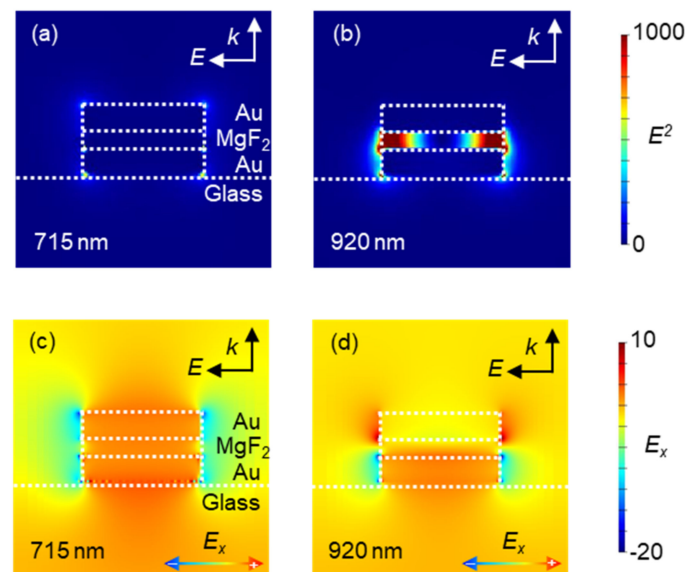 (a)
k
E
Au
MgF₂
Au
Glass
715 nm
(b)
k
E
920 nm
1000
E²
0
(c)
k
E
Au
MgF₂
Au
Glass
715 nm
Eₓ
− +
(d)
k
E
920 nm
Eₓ
− +
10
Eₓ
-20